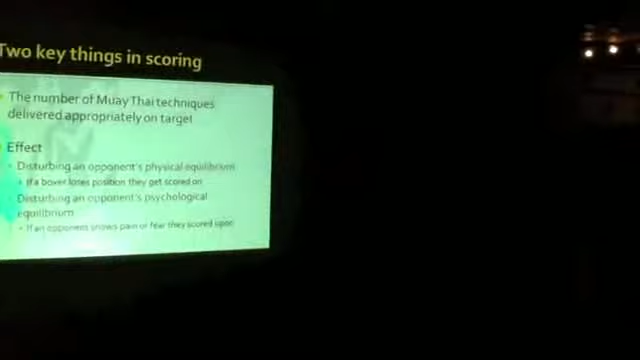 Two key things in scoring
The number of Muay Thai techniques
delivered appropriately on target
Effect
Disturbing an opponent's physical equilibrium
If a boxer loses position they get scored on
Disturbing an opponent's psychological
equilibrium
If an opponent shows pain or fear they scored upon